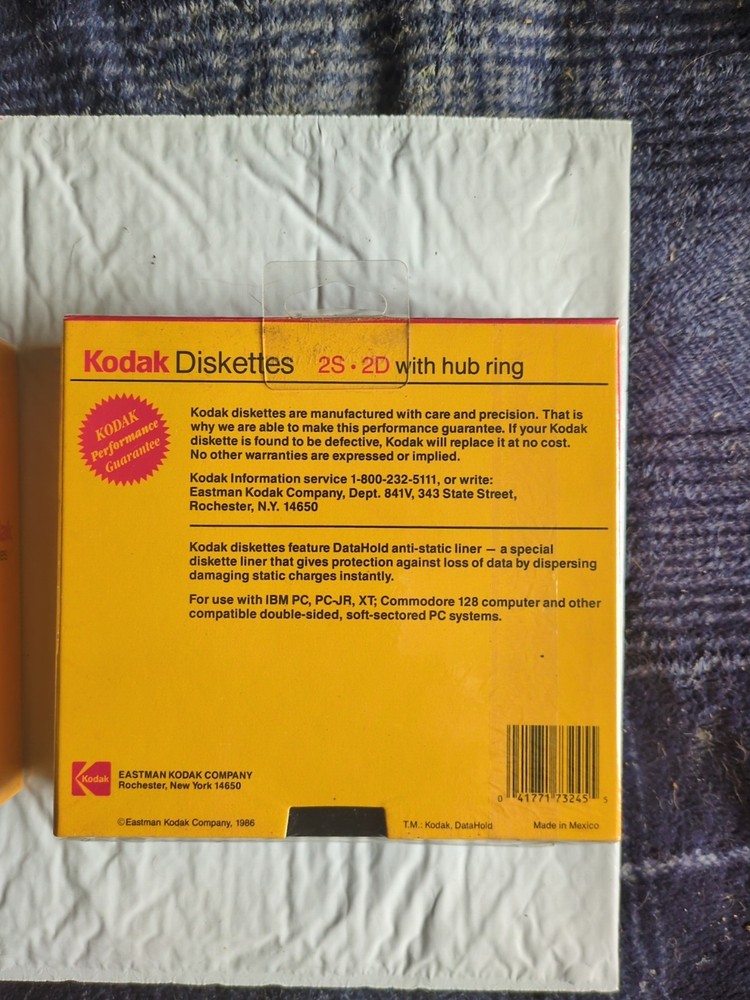 Kodak Diskettes 2S • 2D with hub ring
KODAK
Performance
Guarantee
Kodak diskettes are manufactured with care and precision. That is
why we are able to make this performance guarantee. If your Kodak
diskette is found to be defective, Kodak will replace it at no cost.
No other warranties are expressed or implied.
Kodak Information service 1-800-232-5111, or write:
Eastman Kodak Company, Dept. 841V, 343 State Street,
Rochester, N.Y. 14650
Kodak diskettes feature DataHold anti-static liner — a special
diskette liner that gives protection against loss of data by dispersing
damaging static charges instantly.
For use with IBM PC, PC-JR, XT; Commodore 128 computer and other
compatible double-sided, soft-sectored PC systems.
Kodak
EASTMAN KODAK COMPANY
Rochester, New York 14650
0 41771 73245 5
©Eastman Kodak Company, 1986 T.M.: Kodak, DataHold Made in Mexico